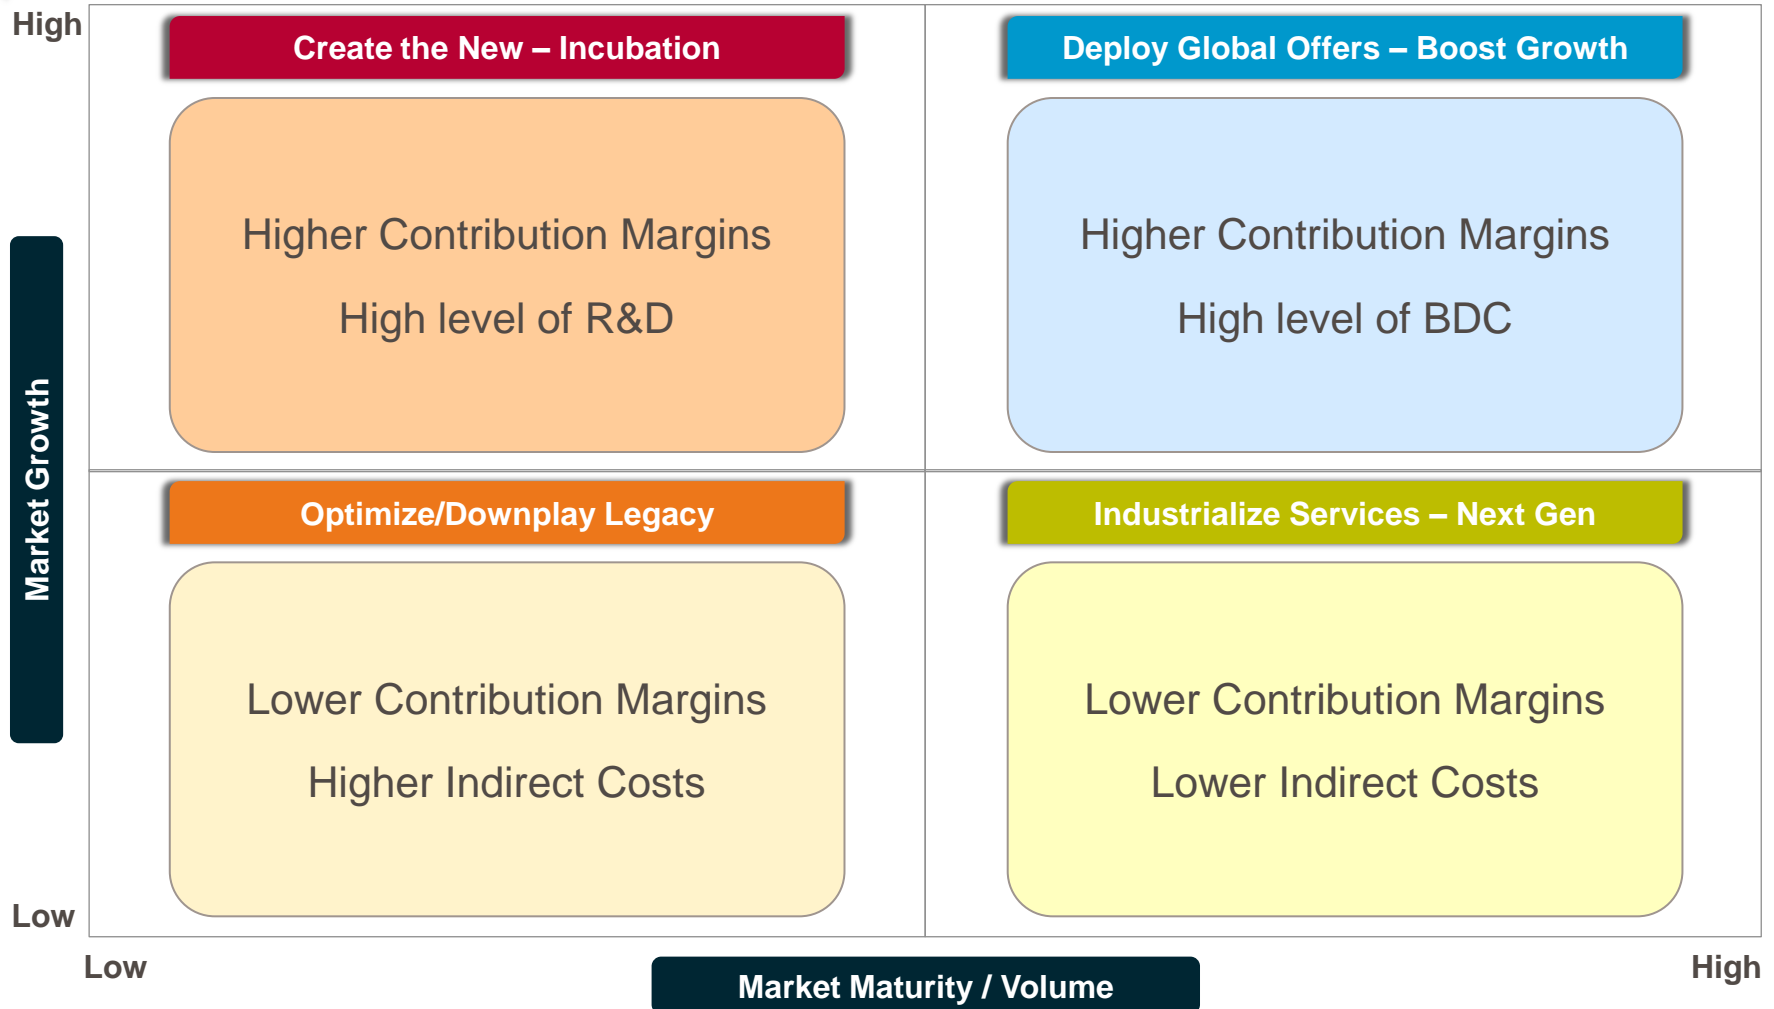 High
Create the New – Incubation
Deploy Global Offers – Boost Growth
Higher Contribution Margins
High level of R&D
Higher Contribution Margins
High level of BDC
Market Growth
Optimize/Downplay Legacy
Industrialize Services – Next Gen
Lower Contribution Margins
Higher Indirect Costs
Lower Contribution Margins
Lower Indirect Costs
Low
Low
High
Market Maturity / Volume